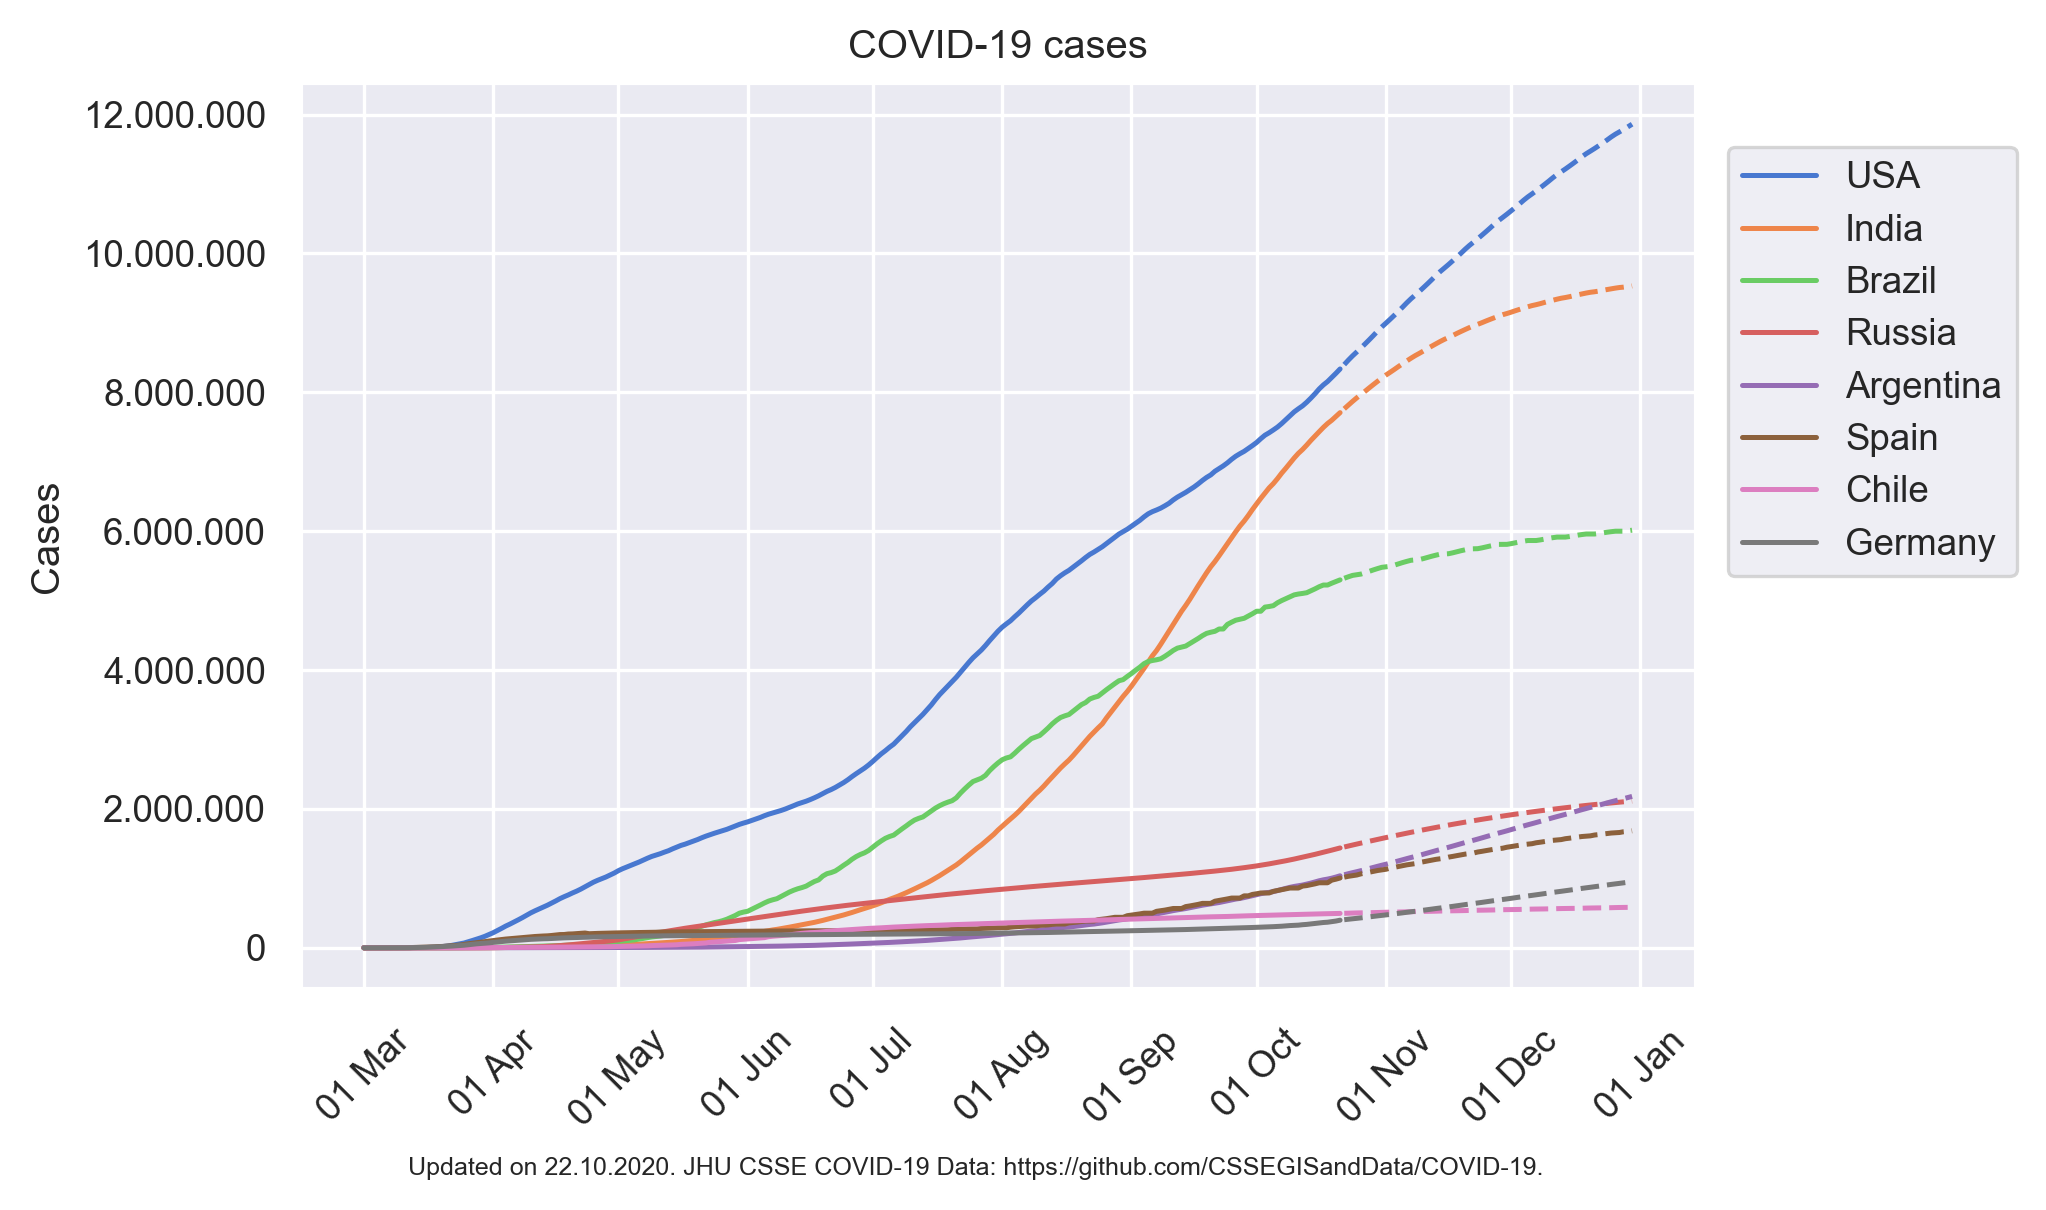 COVID-19 cases
12.000.000
10.000.000
8.000.000
6.000.000
4.000.000
2.000.000
0
Cases
USA
India
Brazil
Russia
Argentina
Spain
Chile
Germany
01 Mar
01 Apr
01 May
01 Jun
01 Jul
01 Aug
01 Sep
01 Oct
01 Nov
01 Dec
01 Jan
Updated on 22.10.2020. JHU CSSE COVID-19 Data: https://github.com/CSSEGISandData/COVID-19.